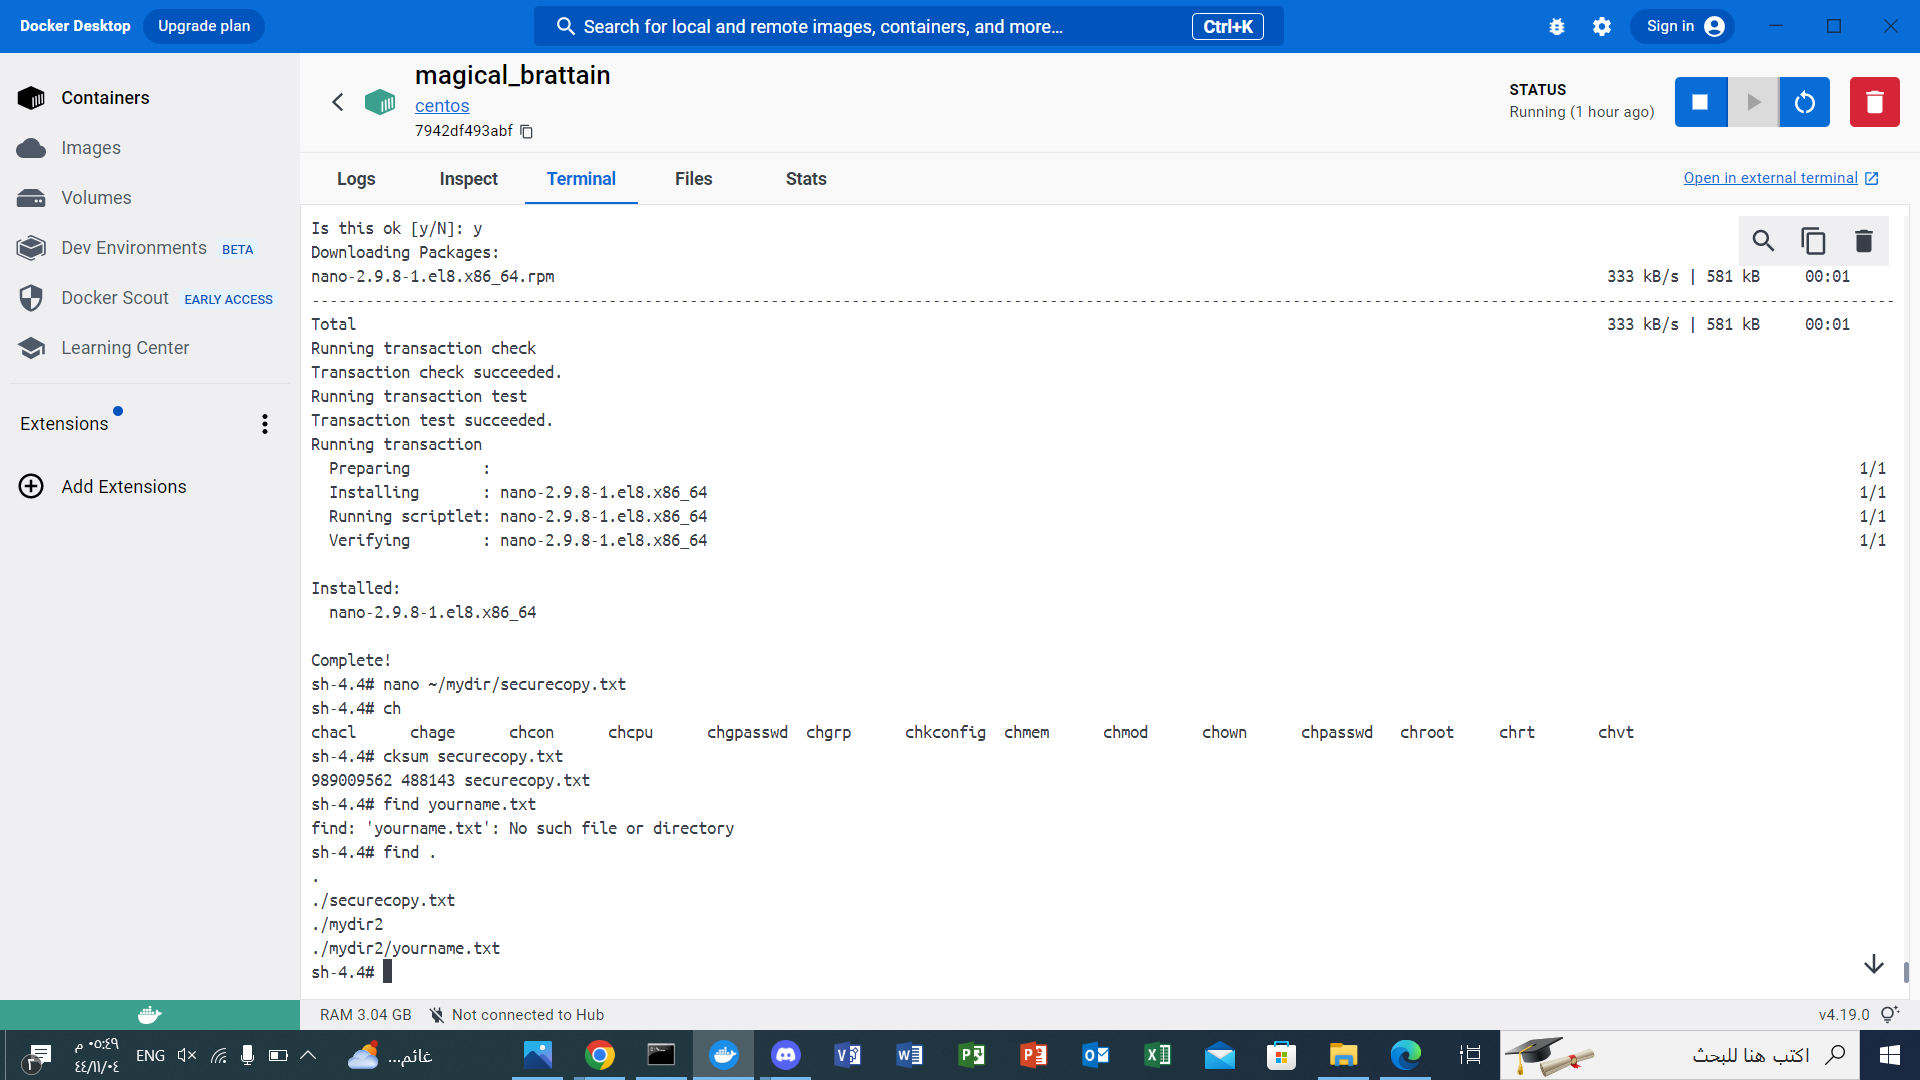 Docker Desktop
Upgrade plan
Search for local and remote images, containers, and more...
Ctrl+K
Sign in
Containers
Images
Volumes
Dev Environments BETA
Docker Scout EARLY ACCESS
Learning Center
Extensions
Add Extensions
magical_brattain
centos
7942df493abf
STATUS
Running (1 hour ago)
Logs Inspect Terminal Files Stats
Open in external terminal
Is this ok [y/N]: y
Downloading Packages:
nano-2.9.8-1.el8.x86_64.rpm 333 kB/s | 581 kB 00:01
--------------------------------------------------------------------------------
Total 333 kB/s | 581 kB 00:01
Running transaction check
Transaction check succeeded.
Running transaction test
Transaction test succeeded.
Running transaction
Preparing : 1/1
Installing : nano-2.9.8-1.el8.x86_64 1/1
Running scriptlet: nano-2.9.8-1.el8.x86_64 1/1
Verifying : nano-2.9.8-1.el8.x86_64 1/1
Installed:
nano-2.9.8-1.el8.x86_64
Complete!
sh-4.4# nano ~/mydir/securecopy.txt
sh-4.4# ch
chacl chage chcon chcpu chgpasswd chgrp chkconfig chmem chmod chown chpasswd chroot chrt chvt
sh-4.4# cksum securecopy.txt
989009562 488143 securecopy.txt
sh-4.4# find yourname.txt
find: 'yourname.txt': No such file or directory
sh-4.4# find .
.
./securecopy.txt
./mydir2
./mydir2/yourname.txt
sh-4.4#
RAM 3.04 GB
Not connected to Hub
v4.19.0
٠٥:٤٩ م
٤٤/١١/٠٤
ENG
غائم...
اكتب هنا للبحث